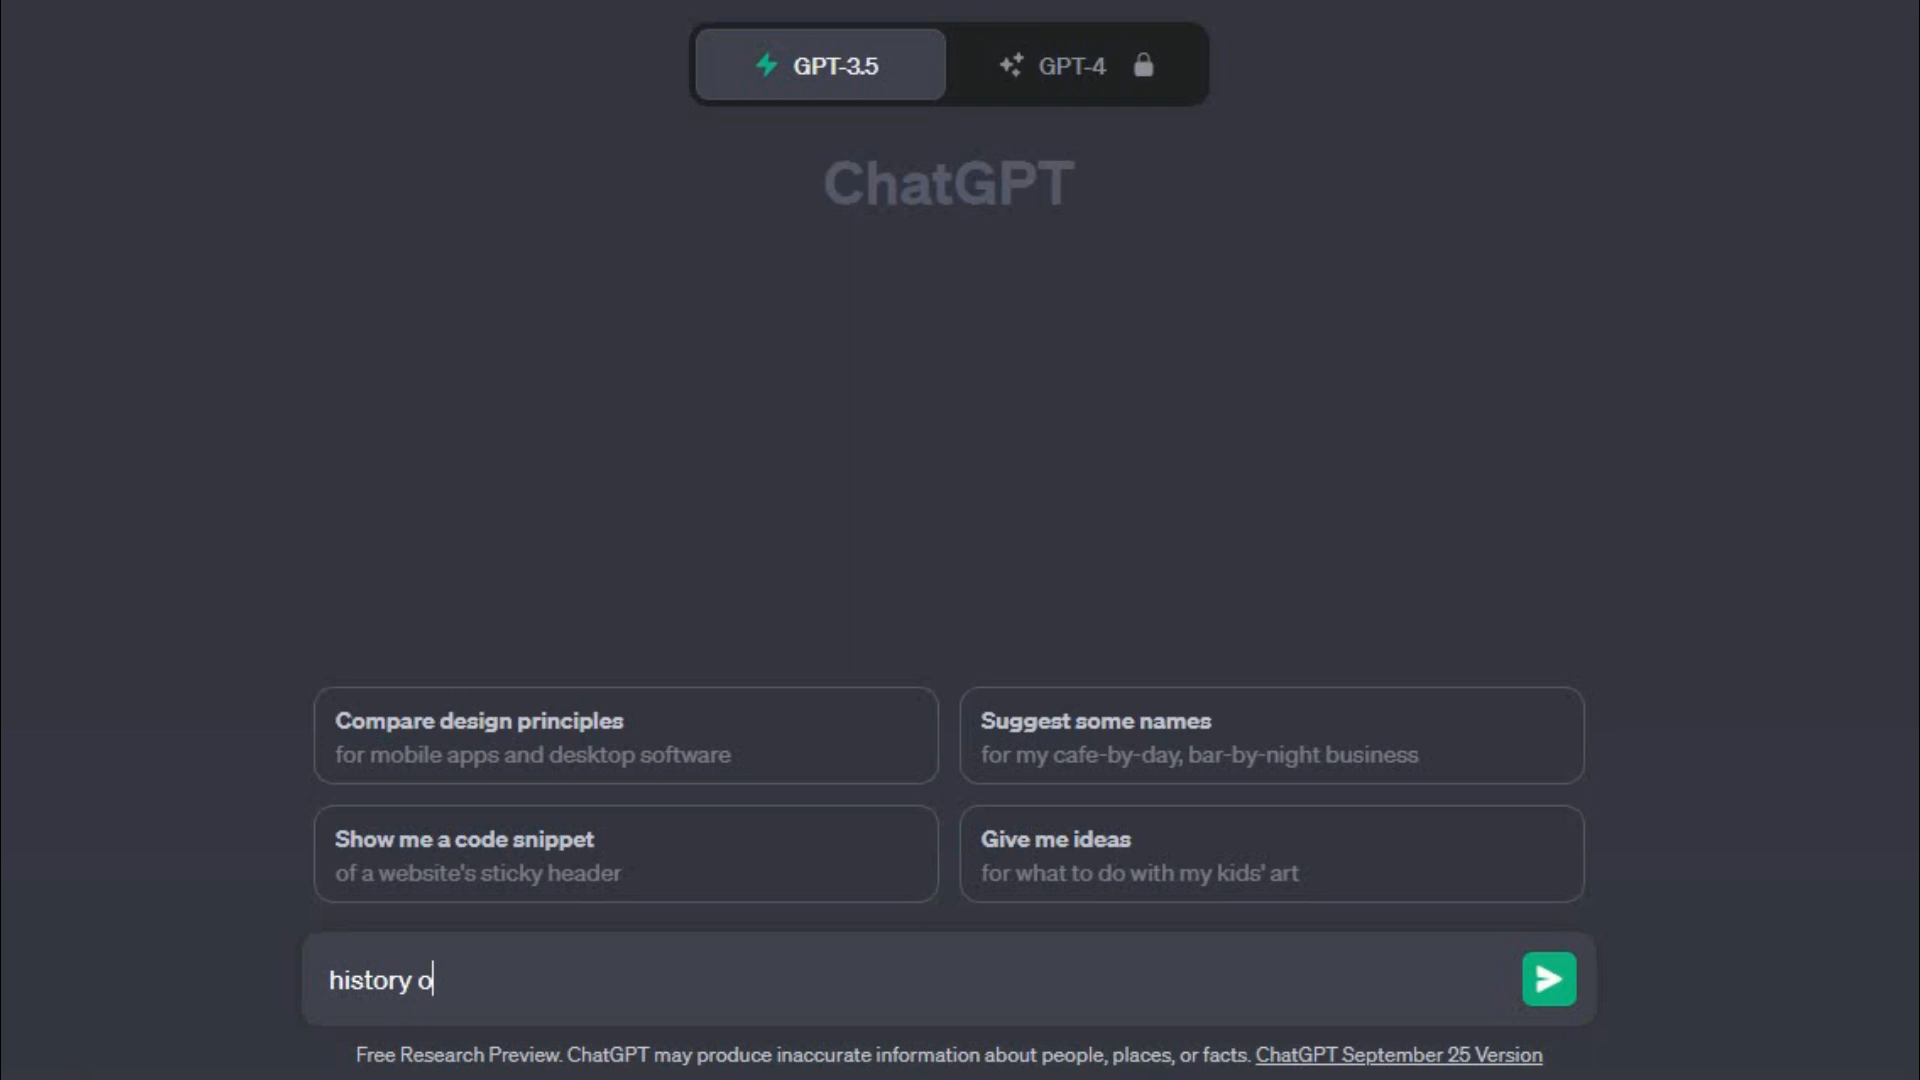 GPT-3.5 GPT-4
ChatGPT
Compare design principles
for mobile apps and desktop software
Suggest some names
for my cafe-by-day, bar-by-night business
Show me a code snippet
of a website's sticky header
Give me ideas
for what to do with my kids' art
history o
Free Research Preview. ChatGPT may produce inaccurate information about people, places, or facts. ChatGPT September 25 Version